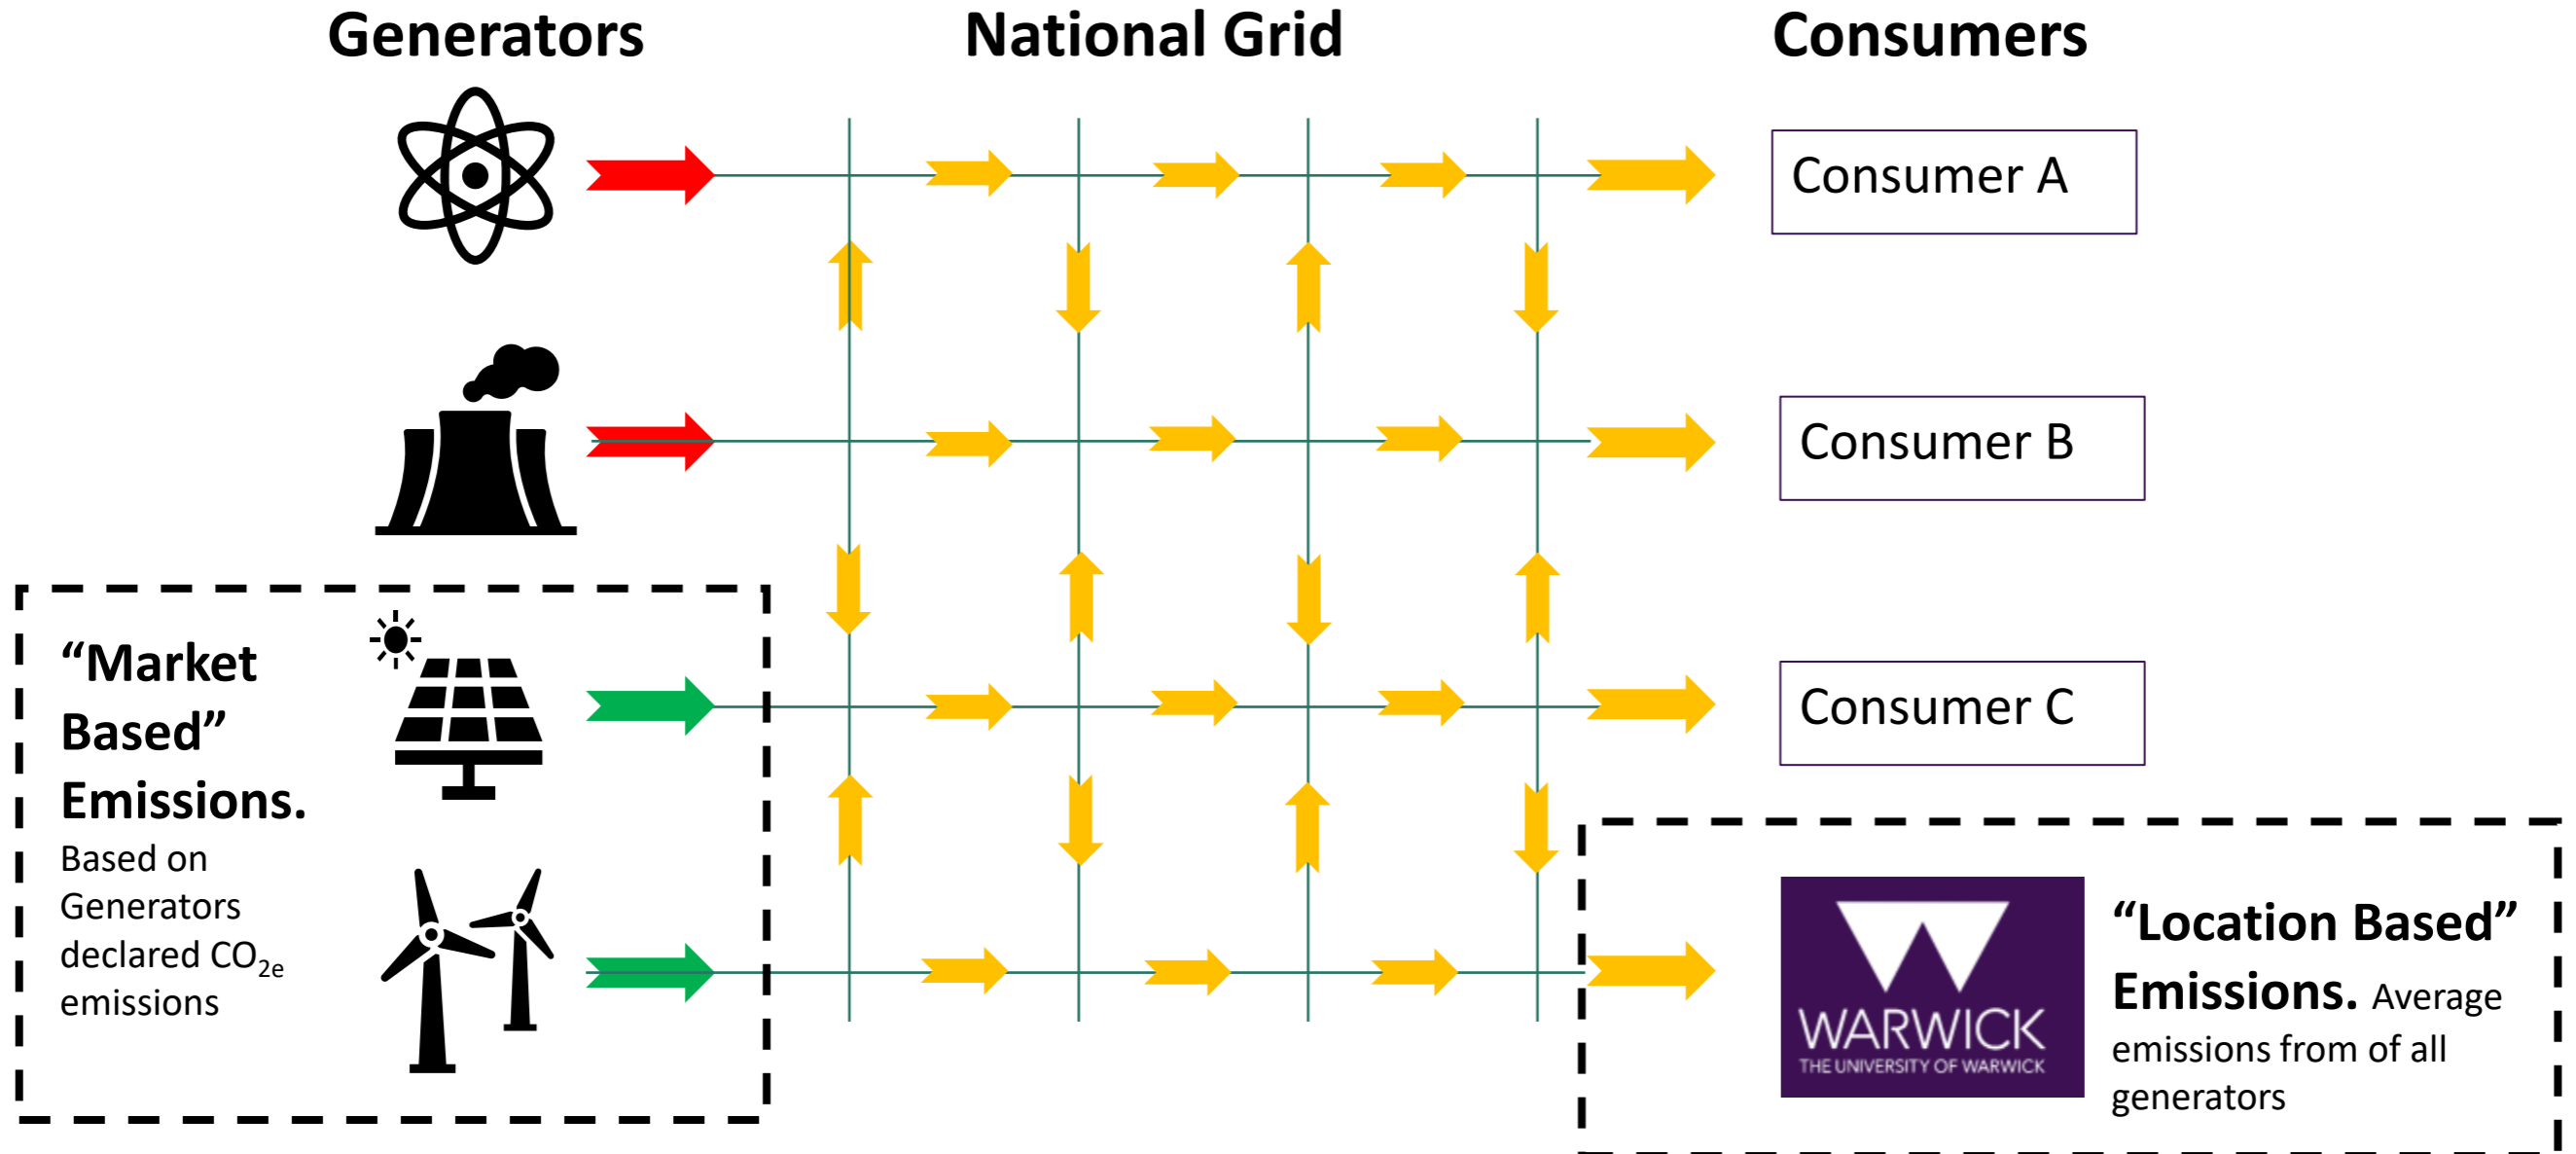 Generators
National Grid
Consumers
Consumer A
Consumer B
“Market
Based”
Emissions.
Based on
Generators
declared CO2e
emissions
Consumer C
WARWICK
THE UNIVERSITY OF WARWICK
“Location Based”
Emissions. Average
emissions from of all
generators